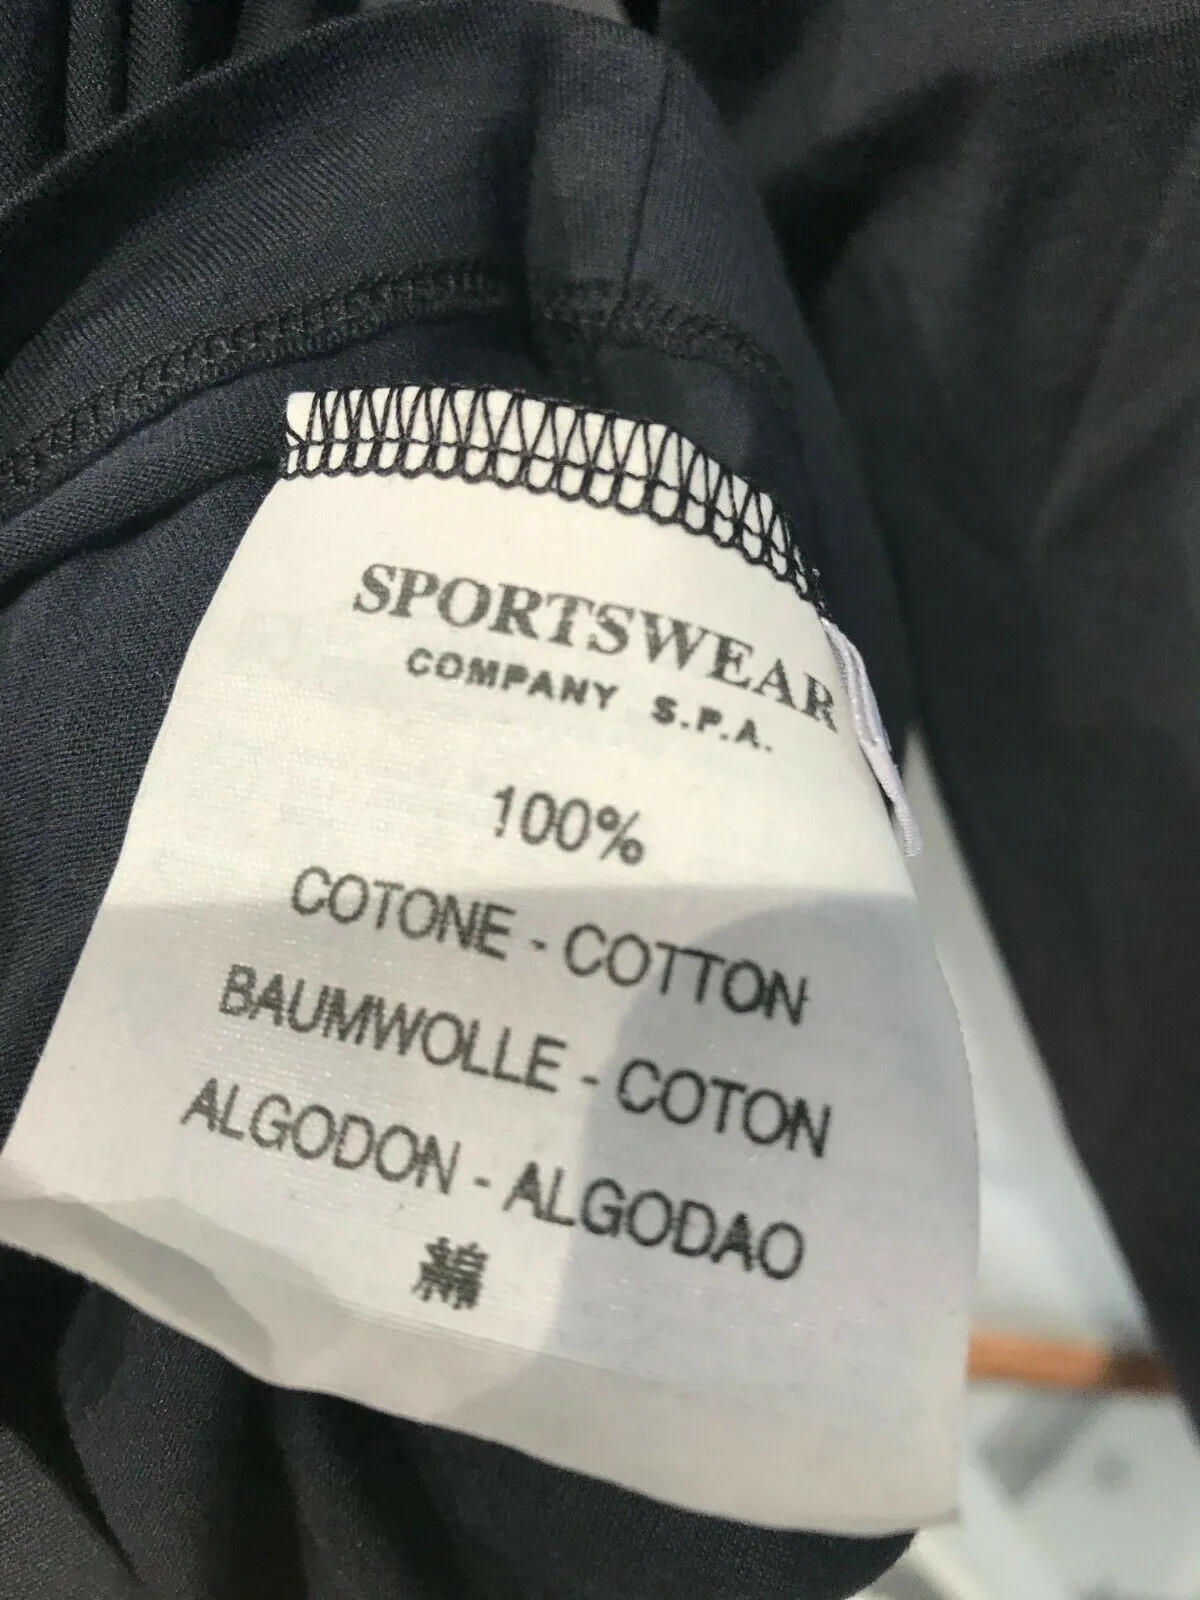 SPORTSWEAR
COMPANY S.P.A.
100%
COTONE - COTTON
BAUMWOLLE - COTON
ALGODON - ALGODAO
綿